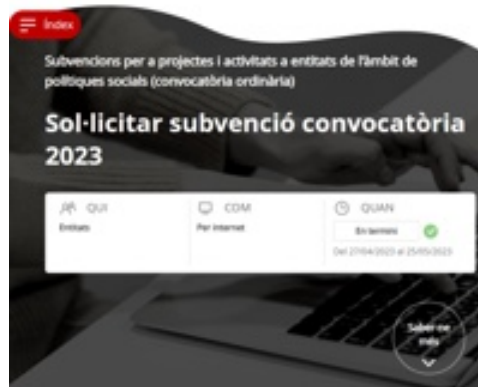 Índex
Subvencions per a projectes i activitats a entitats de l'àmbit de
polítiques socials (convocatòria ordinària)
Sol·licitar subvenció convocatòria
2023
QUI
Entitats
COM
Per internet
QUAN
En termini
Del 27/04/2023 al 25/05/2023
Saber-ne
més